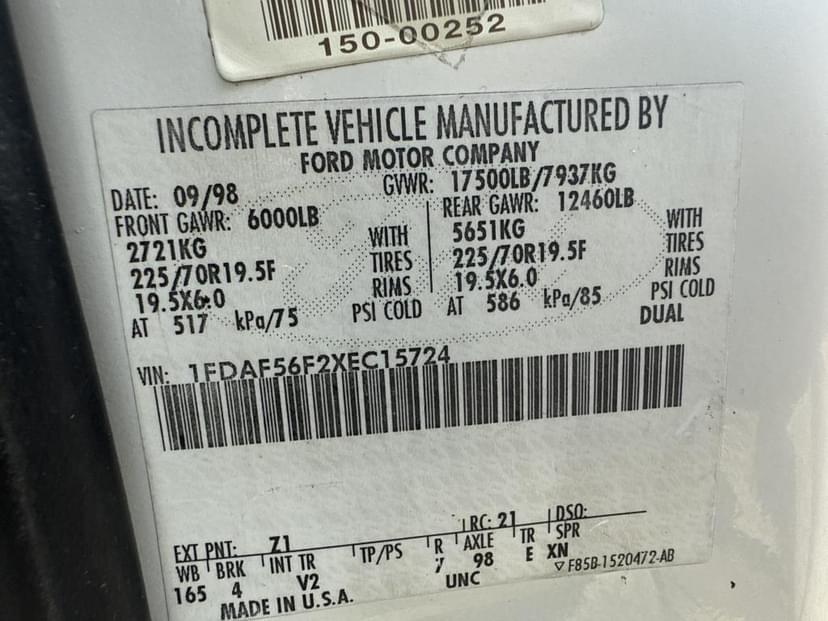 150-00252
INCOMPLETE VEHICLE MANUFACTURED BY
FORD MOTOR COMPANY
DATE: 09/98
GVWR: 17500LB/7937KG
FRONT GAWR: 6000LB
2721KG
WITH
225/70R19.5F
TIRES
19.5X6.0
RIMS
AT 517 kPa/75
PSI COLD
REAR GAWR: 12460LB
5651KG
WITH
225/70R19.5F
TIRES
19.5X6.0
RIMS
AT 586 kPa/85
PSI COLD
DUAL
VIN: 1FDAF56F2XEC15724
EXT PNT: Z1
RC: 21
DSO:
WB BRK INT TR TP/PS R AXLE TR SPR
165 4 V2 98 E XN
UNC
F85B-1520472-AB
MADE IN U.S.A.